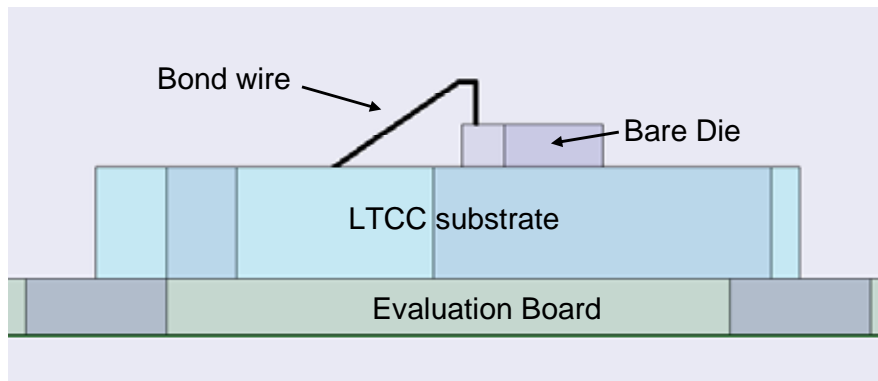 Bond wire
Bare Die
LTCC substrate
Evaluation Board